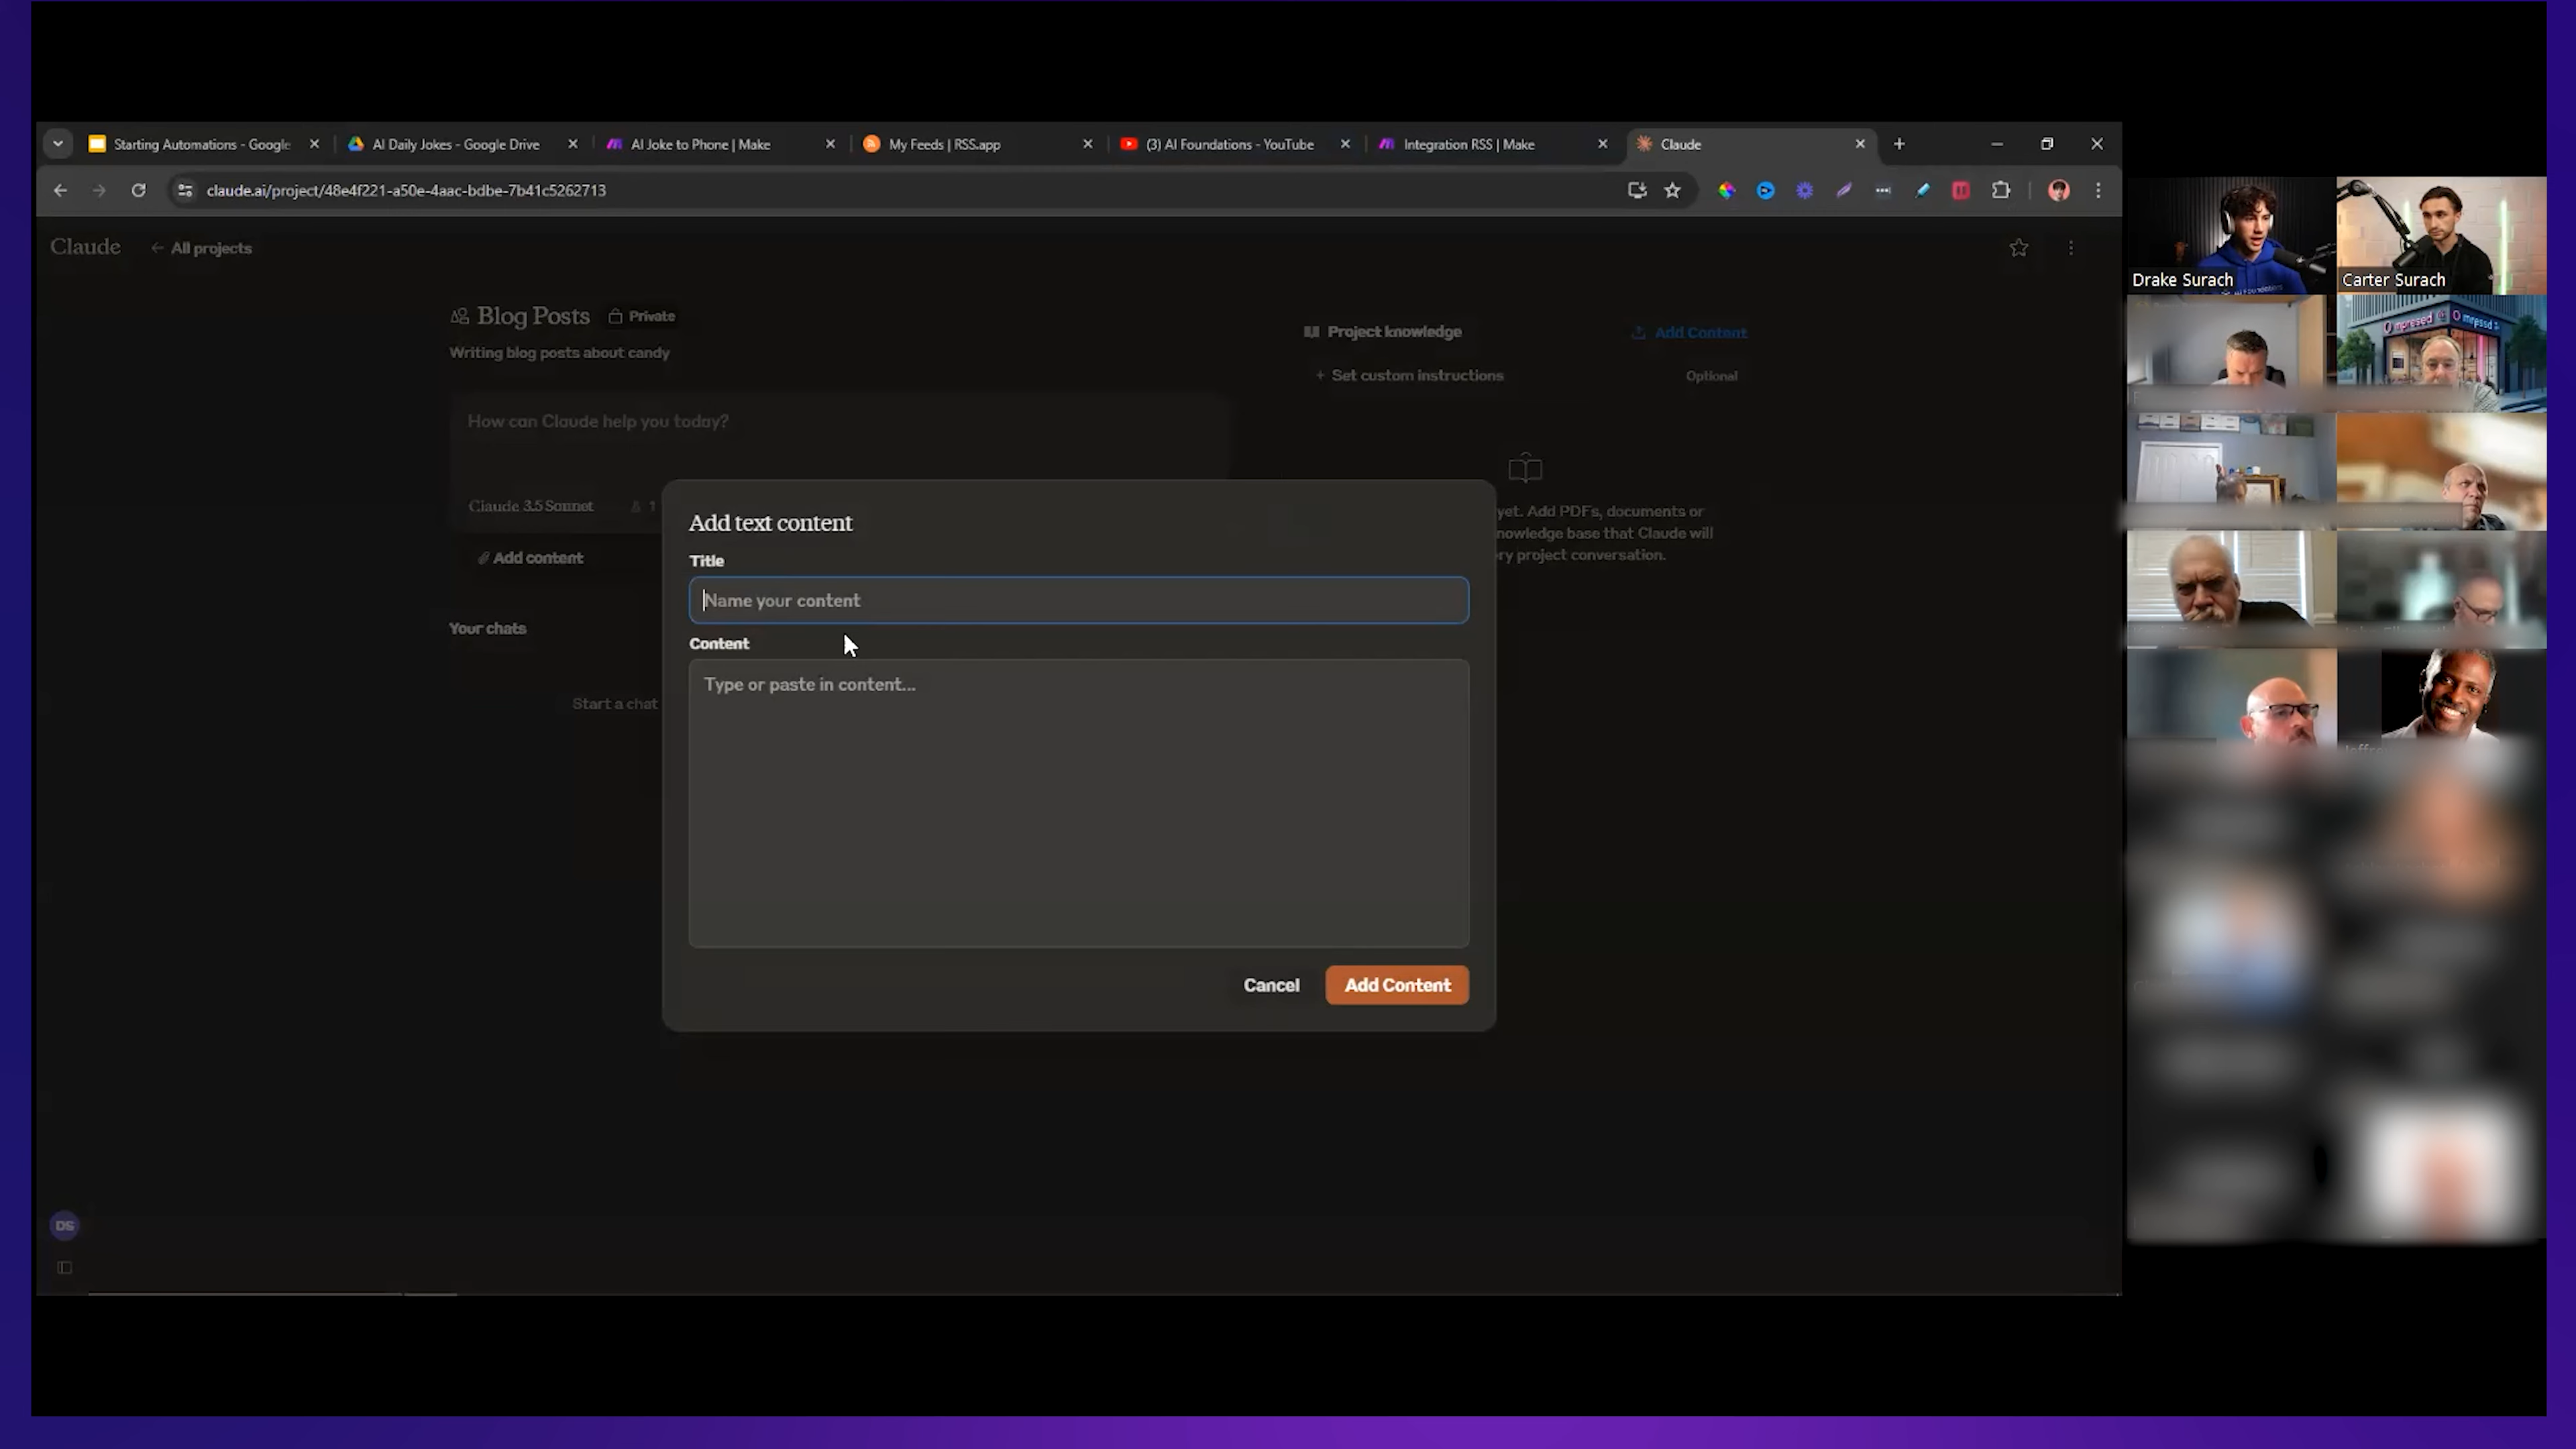 Starting Automations - Google
AI Daily Jokes - Google Drive
AI Joke to Phone | Make
My Feeds | RSS.app
(3) AI Foundations - YouTube
Integration RSS | Make
Claude
claude.ai/project/48e4f221-a50e-4aac-bdbe-7b41c5262713
Claude
← All projects
Blog Posts
Private
Writing blog posts about candy
Project knowledge
Add Content
+ Set custom instructions
Optional
How can Claude help you today?
Claude 3.5 Sonnet
1
Add content
Your chats
Start a chat
yet. Add PDFs, documents or
nowledge base that Claude will
ry project conversation.
Add text content
Title
Name your content
Content
Type or paste in content...
Cancel
Add Content
DS
Drake Surach
Carter Surach